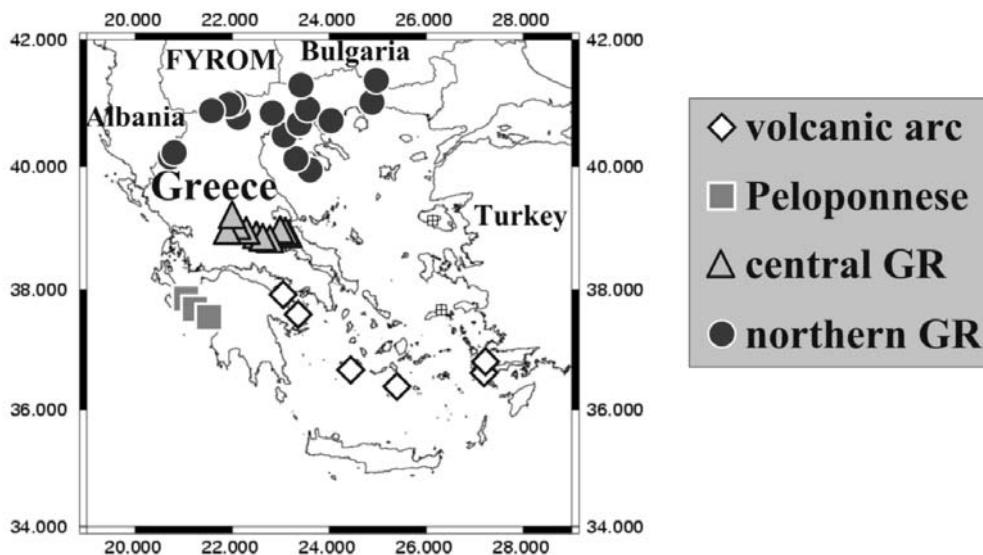 20.000 22.000 24.000 26.000 28.000
42.000 42.000
Bulgaria
FYROM
Albania
40.000 40.000
Greece
Turkey
38.000 38.000
36.000 36.000
34.000 34.000
20.000 22.000 24.000 26.000 28.000
volcanic arc
Peloponnese
central GR
northern GR